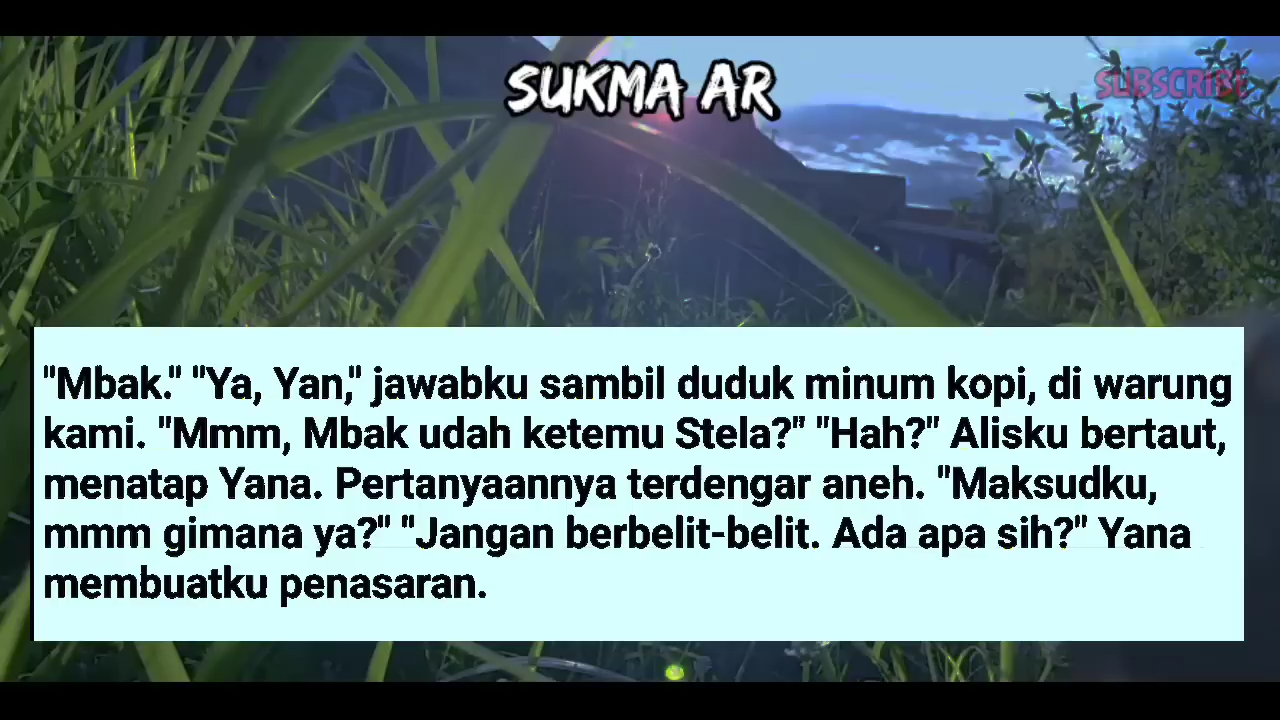 SUKMA AR
SUBSCRIBE
"Mbak." "Ya, Yan," jawabku sambil duduk minum kopi, di warung
kami. "Mmm, Mbak udah ketemu Stela?" "Hah?" Alisku bertaut,
menatap Yana. Pertanyaannya terdengar aneh. "Maksudku,
mmm gimana ya?" "Jangan berbelit-belit. Ada apa sih?" Yana
membuatku penasaran.